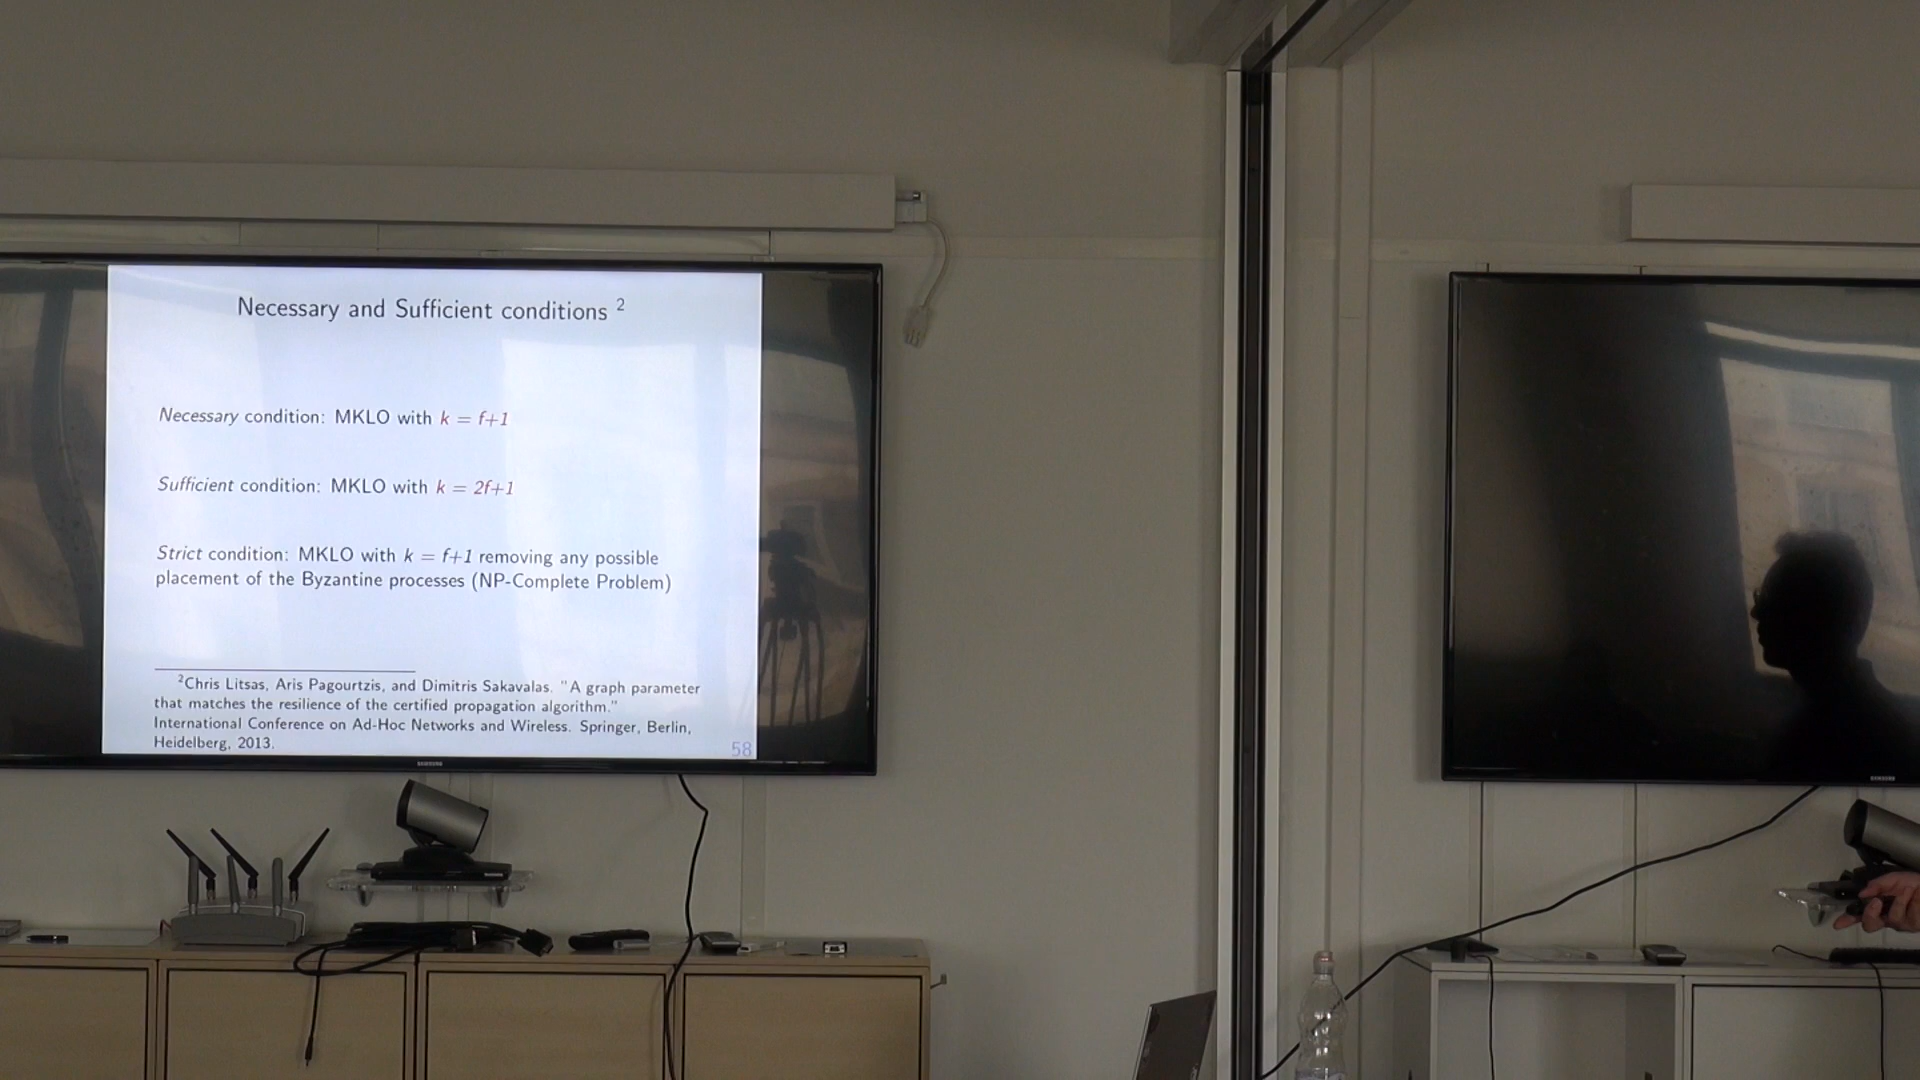 Necessary and Sufficient conditions ²
Necessary condition: MKLO with k = f+1
Sufficient condition: MKLO with k = 2f+1
Strict condition: MKLO with k = f+1 removing any possible
placement of the Byzantine processes (NP-Complete Problem)
²Chris Litsas, Aris Pagourtzis, and Dimitris Sakavalas. "A graph parameter
that matches the resilience of the certified propagation algorithm."
International Conference on Ad-Hoc Networks and Wireless. Springer, Berlin,
Heidelberg, 2013.
58
SAMSUNG
SAMSUNG